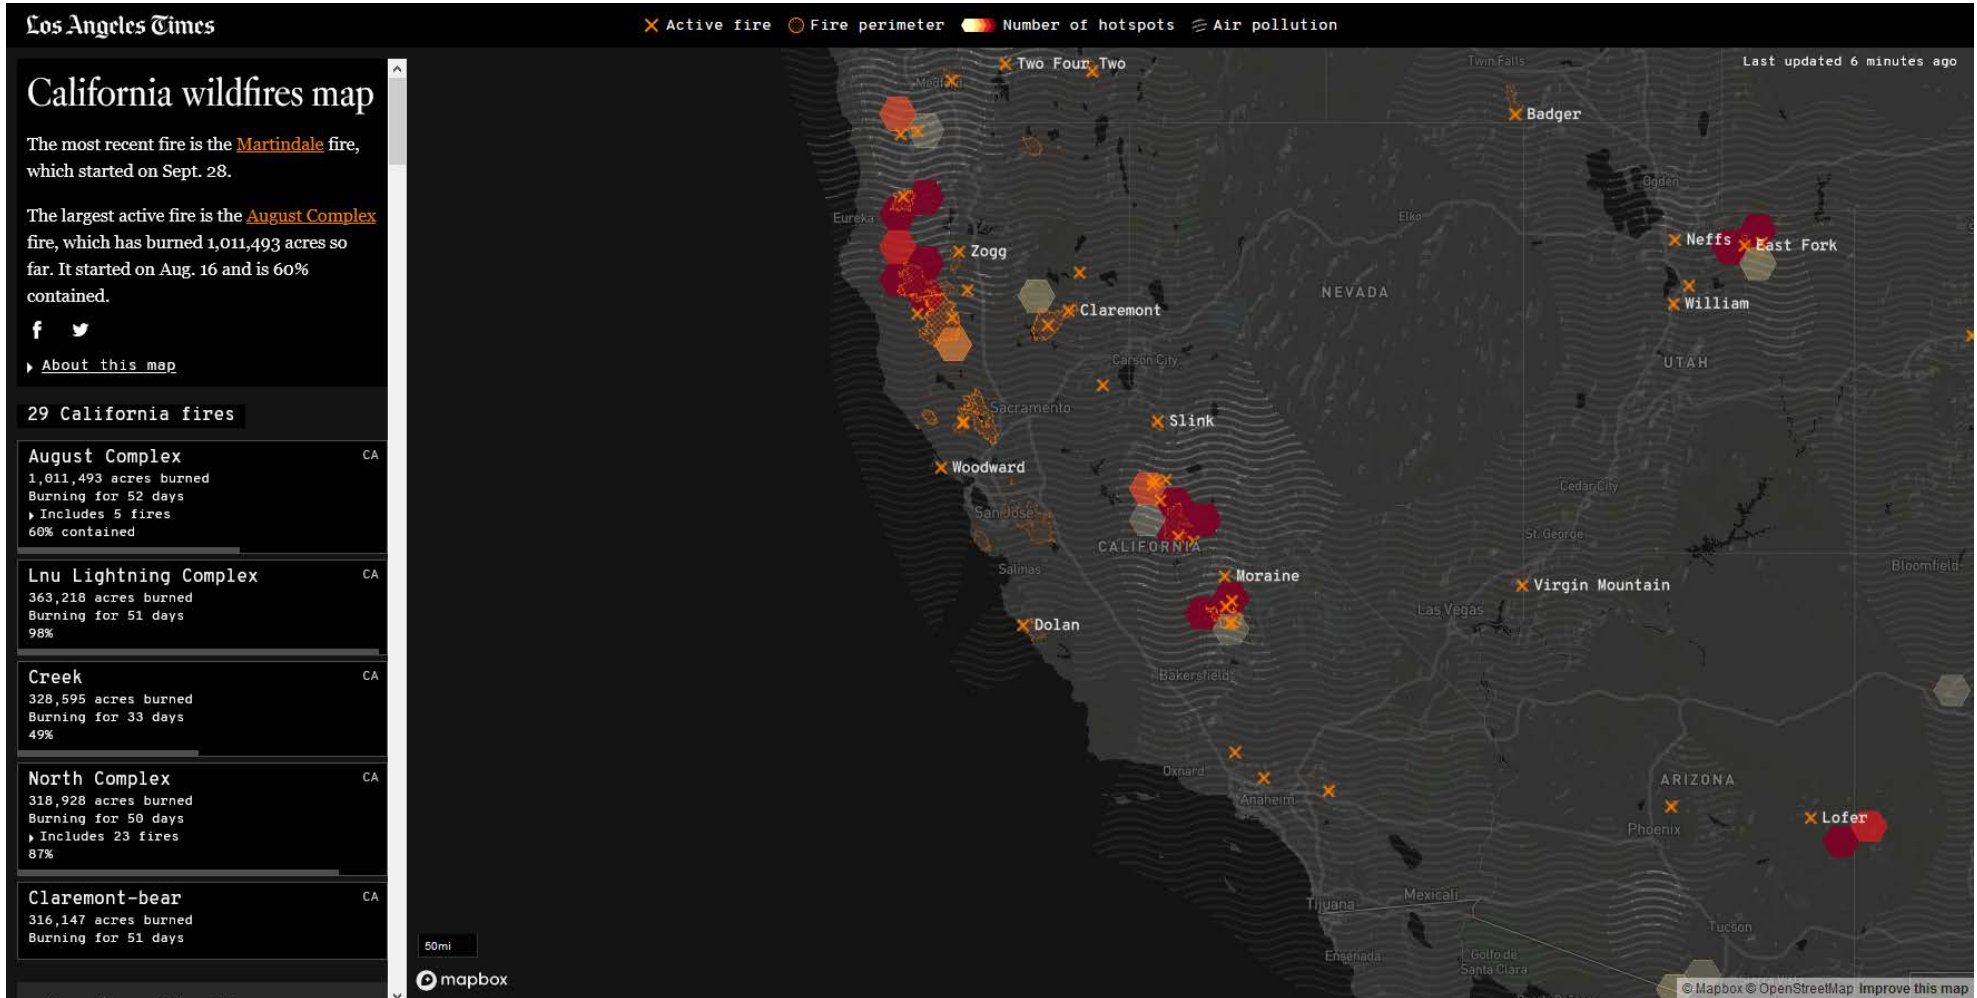 Los Angeles Times
Active fire
Fire perimeter
Number of hotspots
Air pollution
California wildfires map
The most recent fire is the Martindale fire,
which started on Sept. 28.
The largest active fire is the August Complex
fire, which has burned 1,011,493 acres so
far. It started on Aug. 16 and is 60%
contained.
About this map
29 California fires
August Complex CA
1,011,493 acres burned
Burning for 52 days
Includes 5 fires
60% contained
Lnu Lightning Complex CA
363,218 acres burned
Burning for 51 days
98%
Creek CA
328,595 acres burned
Burning for 33 days
49%
North Complex CA
318,928 acres burned
Burning for 50 days
Includes 23 fires
87%
Claremont-bear CA
316,147 acres burned
Burning for 51 days
Last updated 6 minutes ago
Two Four Two
Medford
Twin Falls
Badger
Ogden
Eureka
Elko
Neffs
East Fork
Zogg
NEVADA
William
Claremont
Carson City
UTAH
Sacramento
Slink
Woodward
Cedar City
San Jose
St. George
CALIFORNIA
Bloomfield
Salinas
Moraine
Virgin Mountain
Las Vegas
Dolan
Bakersfield
Oxnard
Anaheim
ARIZONA
Phoenix
Lofer
Mexicali
Tijuana
Tucson
Ensenada
Golfo de
Santa Clara
50mi
mapbox
© Mapbox © OpenStreetMap Improve this map